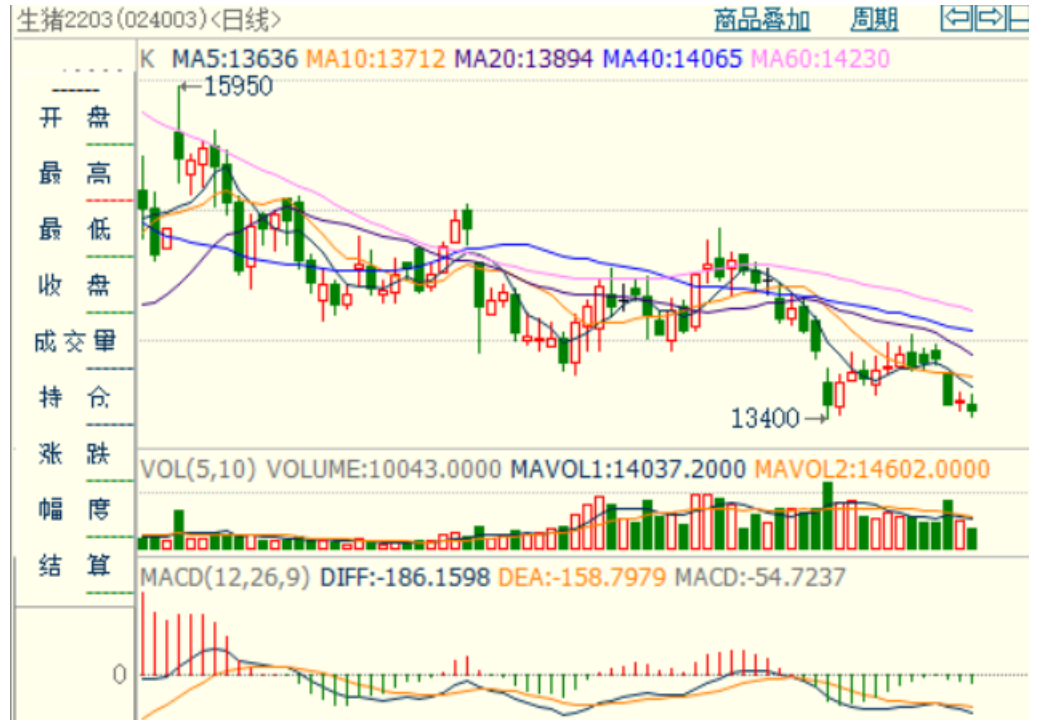 生猪2203(024003)<日线> 商品叠加 周期
K MA5:13636 MA10:13712 MA20:13894 MA40:14065 MA60:14230
15950
开 盘
最 高
最 低
收 盘
成交量
持 仓
13400
涨 跌
VOL(5,10) VOLUME:10043.0000 MAVOL1:14037.2000 MAVOL2:14602.0000
幅 度
结 算
MACD(12,26,9) DIFF:-186.1598 DEA:-158.7979 MACD:-54.7237
0